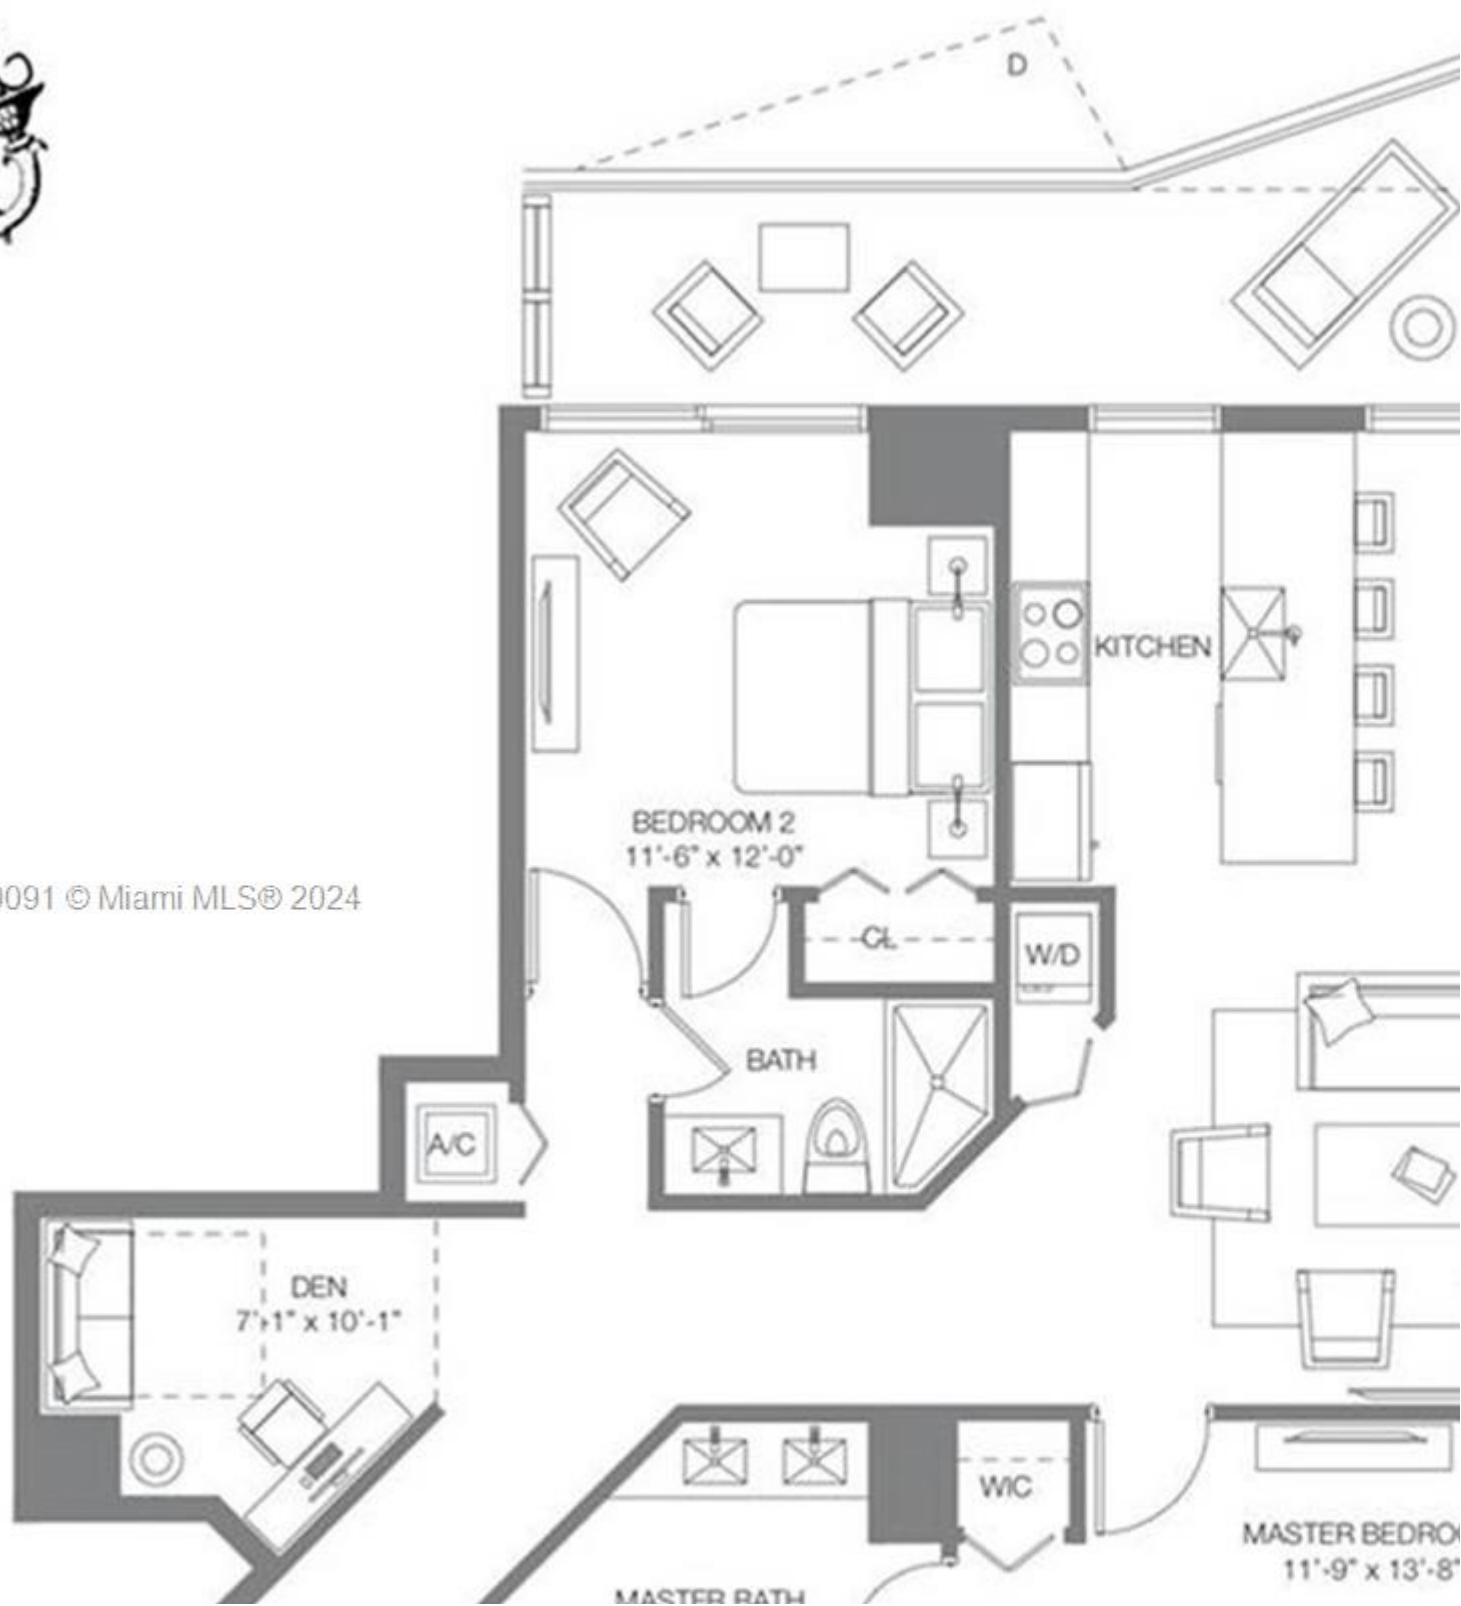 D
KITCHEN
BEDROOM 2
11'-6" x 12'-0"
091 © Miami MLS® 2024
CL
W/D
BATH
A/C
DEN
7'-1" x 10'-1"
WIC
MASTER BEDRO
11'-9" x 13'-8"
MASTER BATH